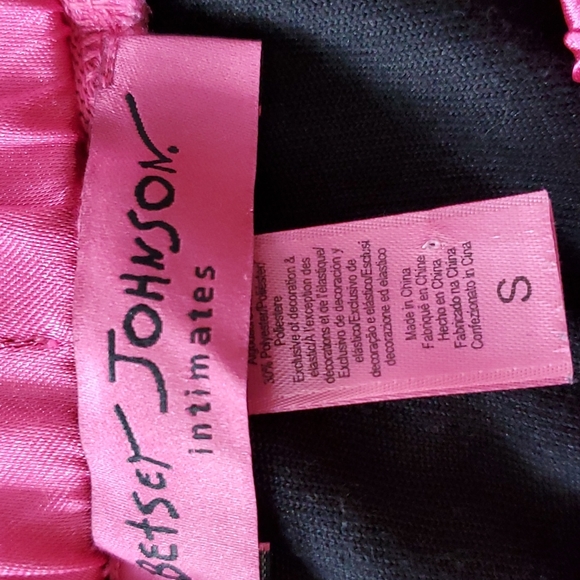 BETSEY JOHNSON.
intimates
30% Polyester/Poliéster/
Poliestere
Exclusive of decoration &
elastic/A l'exception des
décorations et de l'élastique/
Exclusivo de decoración y
elástico/Exclusivo de
decoração e elástico/Esclusi
decorazione ed elastico
Made in China
Fabriqué en Chine
Hecho en China
Fabricado na China
Confezionato in Cina
S